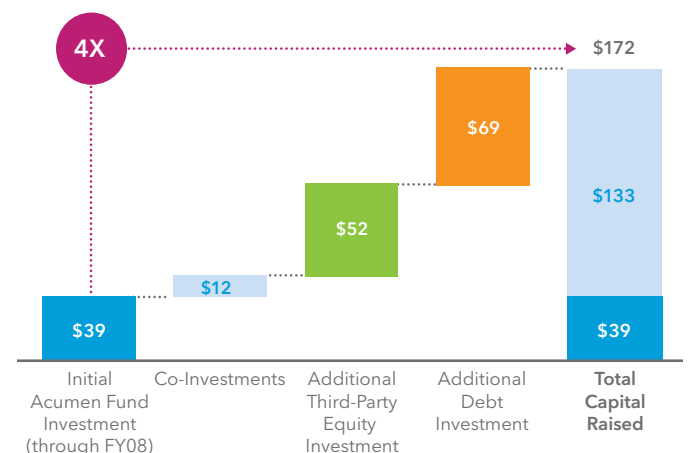 4X
$172
$69
$133
$52
$12
$39
$39
Initial
Acumen Fund
Investment
(through FY08)
Co-Investments
Additional
Third-Party
Equity
Investment
Additional
Debt
Investment
Total
Capital
Raised